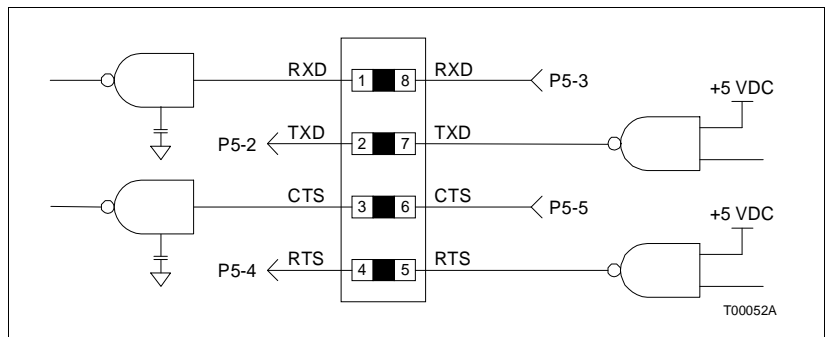 RXD 1 8 RXD P5-3
+5 VDC
P5-2 TXD 2 7 TXD
CTS 3 6 CTS P5-5
+5 VDC
P5-4 RTS 4 5 RTS
T00052A